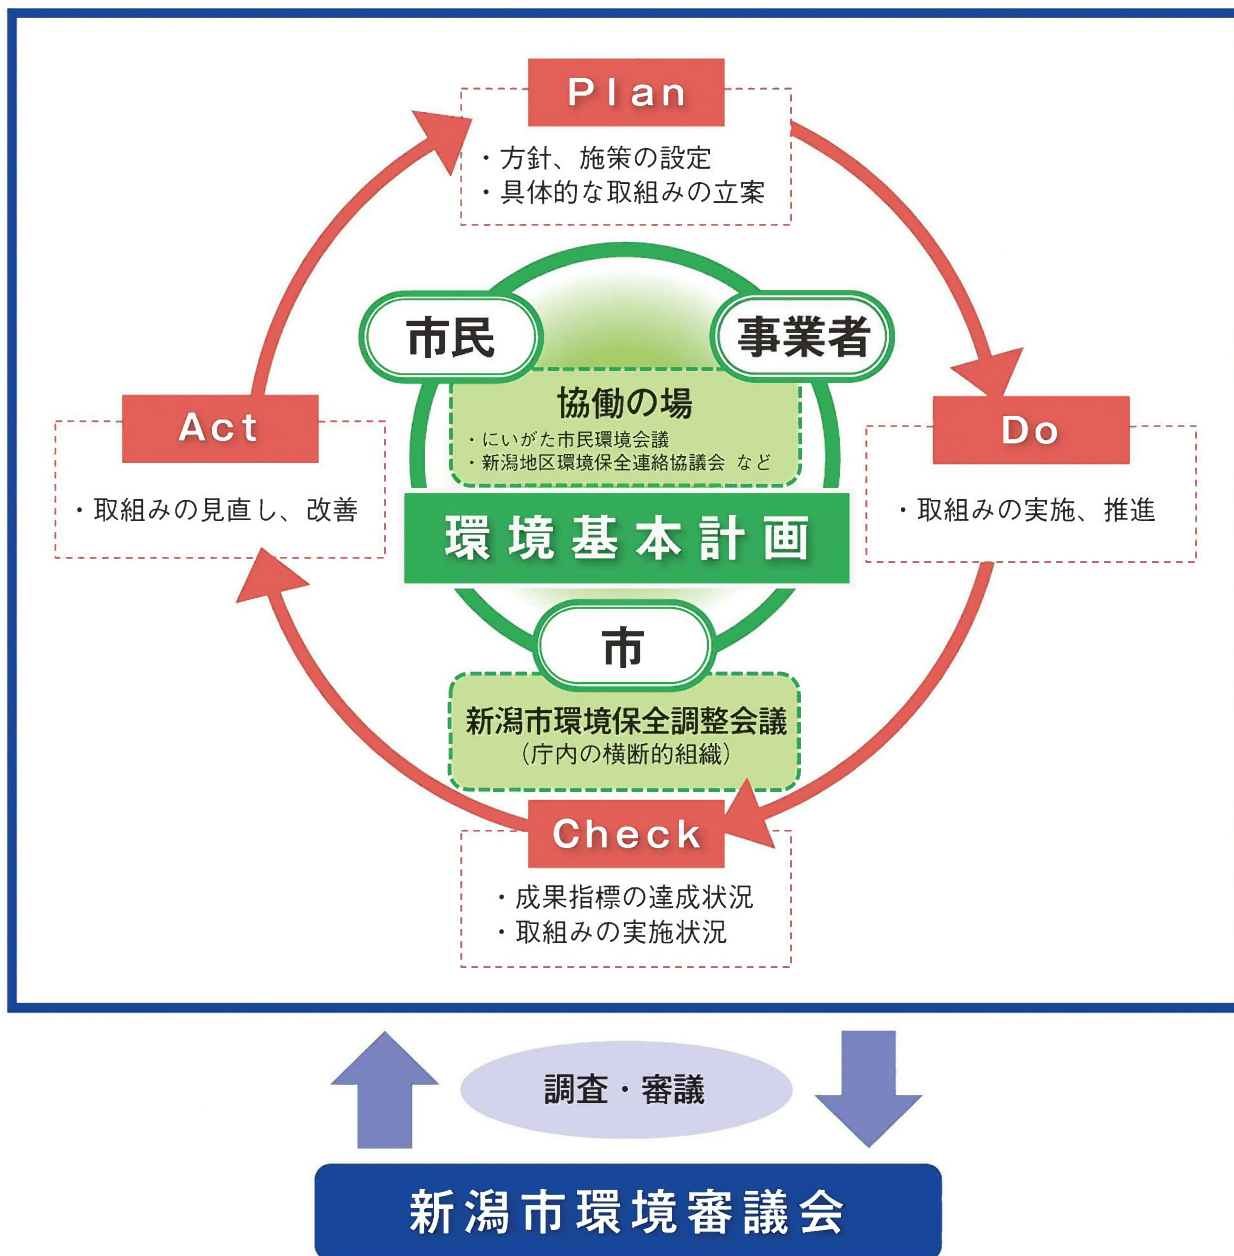 Plan
・方針、施策の設定
・具体的な取組みの立案
市民
事業者
協働の場
・にいがた市民環境会議
・新潟地区環境保全連絡協議会 など
Act
・取組みの見直し、改善
Do
・取組みの実施、推進
環境基本計画
市
新潟市環境保全調整会議
（庁内の横断的組織）
Check
・成果指標の達成状況
・取組みの実施状況
調査・審議
新潟市環境審議会